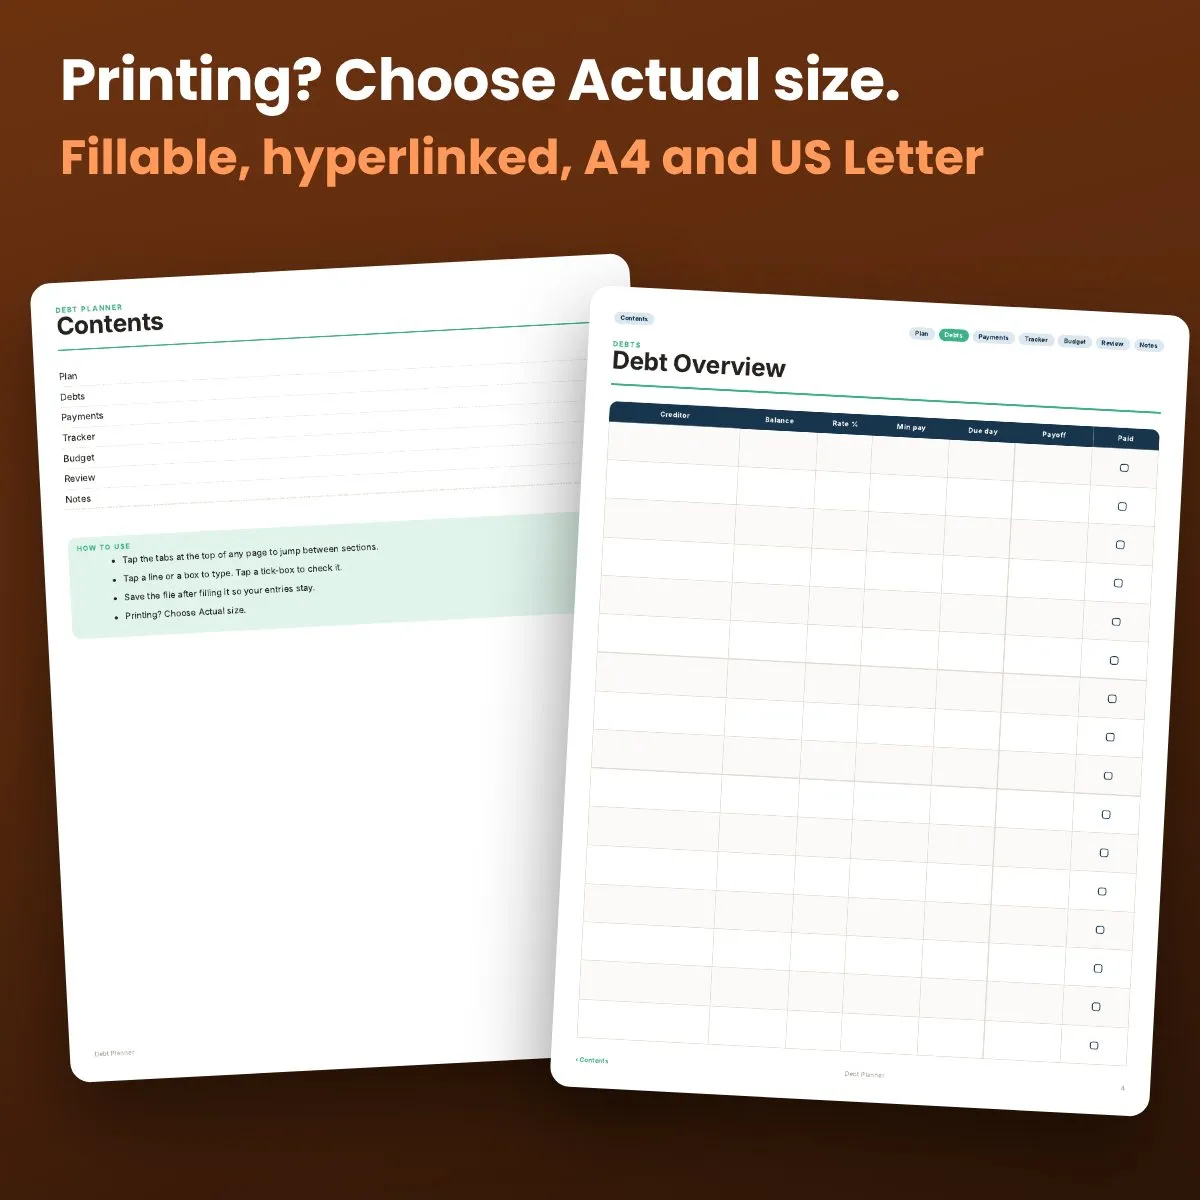 Printing? Choose Actual size.
Fillable, hyperlinked, A4 and US Letter
DEBT PLANNER
Contents
Plan
Debts
Payments
Tracker
Budget
Review
Notes
HOW TO USE
• Tap the tabs at the top of any page to jump between sections.
• Tap a line or a box to type. Tap a tick-box to check it.
• Save the file after filling it so your entries stay.
• Printing? Choose Actual size.
Debt Planner
Contents
Plan Debts Payments Tracker Budget Review Notes
DEBTS
Debt Overview
Creditor Balance Rate % Min pay Due day Payoff Paid
‹ Contents
Debt Planner
4